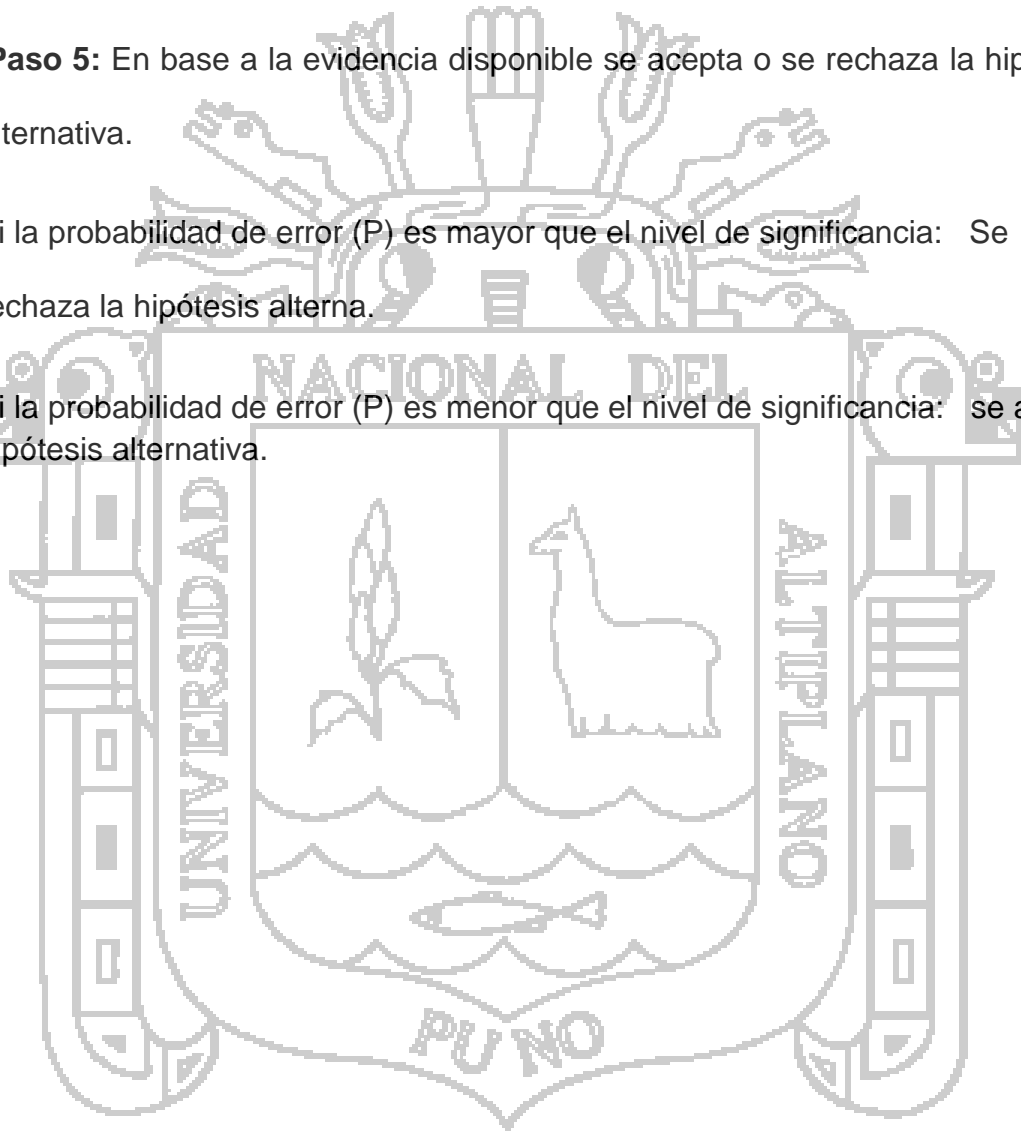 Paso 5: En base a la evidencia disponible se acepta o se rechaza la hip
ternativa.
i la probabilidad de error (P) es mayor que el nivel de significancia: Se
echaza la hipótesis alterna.
NACIONAL DEL
i la probabilidad de error (P) es menor que el nivel de significancia: se a
pótesis alternativa.
UNIVERSIDAD
ALTIPLANO
PUNO